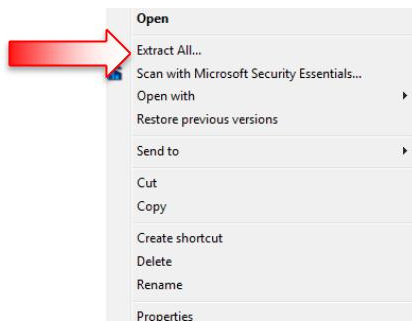 Open
Extract All...
Scan with Microsoft Security Essentials...
Open with
Restore previous versions
Send to
Cut
Copy
Create shortcut
Delete
Rename
Properties